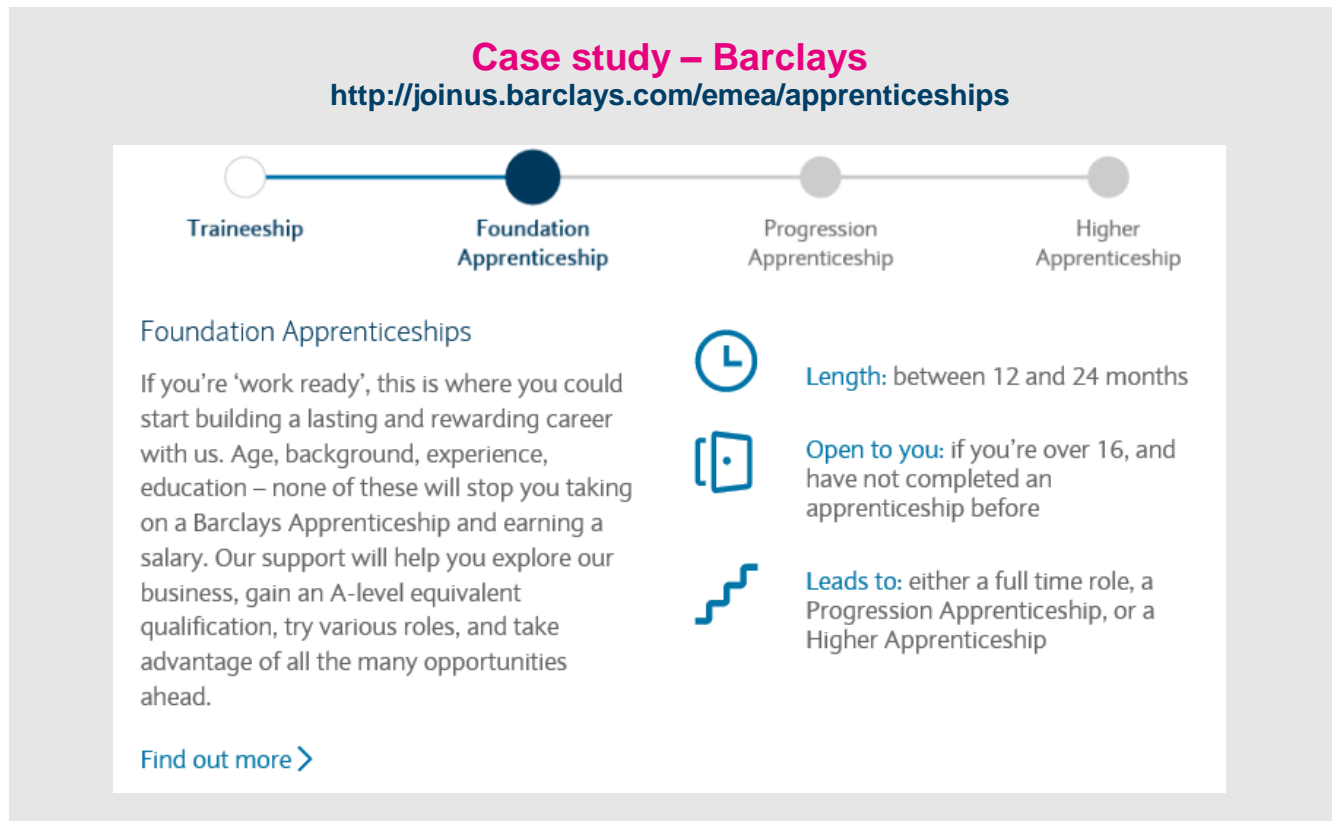 Case study – Barclays
http://joinus.barclays.com/emea/apprenticeships
Traineeship
Foundation
Apprenticeship
Progression
Apprenticeship
Higher
Apprenticeship
Foundation Apprenticeships
If you're 'work ready', this is where you could
start building a lasting and rewarding career
with us. Age, background, experience,
education – none of these will stop you taking
on a Barclays Apprenticeship and earning a
salary. Our support will help you explore our
business, gain an A-level equivalent
qualification, try various roles, and take
advantage of all the many opportunities
ahead.
Find out more
Length: between 12 and 24 months
Open to you: if you're over 16, and
have not completed an
apprenticeship before
Leads to: either a full time role, a
Progression Apprenticeship, or a
Higher Apprenticeship